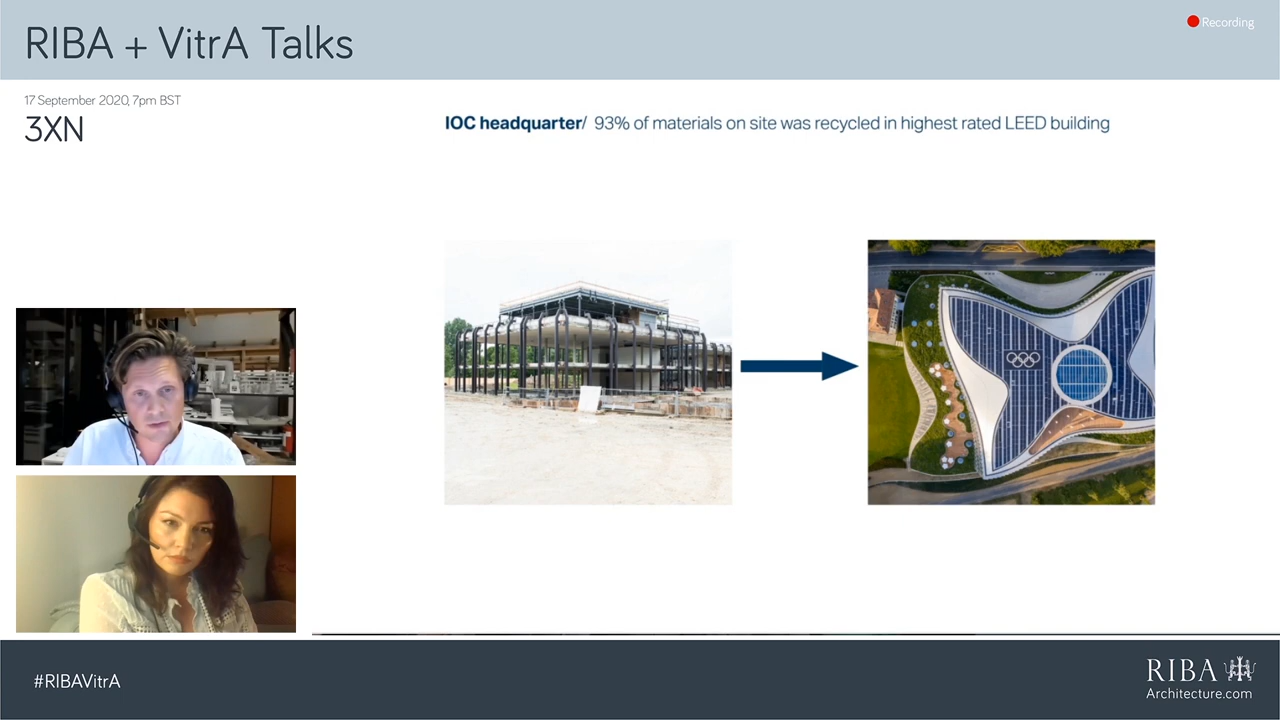 RIBA + VitrA Talks
Recording
17 September 2020, 7pm BST
3XN
IOC headquarter/ 93% of materials on site was recycled in highest rated LEED building
#RIBAVitrA
RIBA
Architecture.com